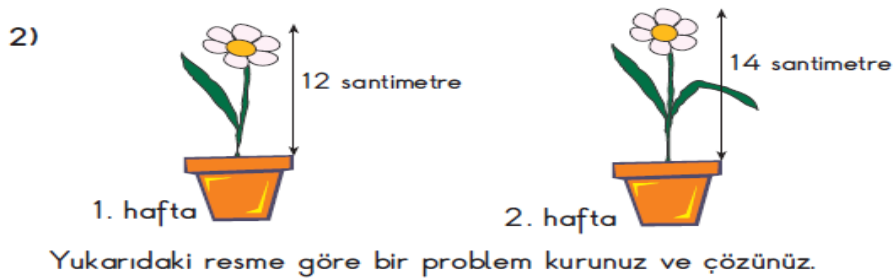 2)
12 santimetre
14 santimetre
1. hafta
2. hafta
Yukarıdaki resme göre bir problem kurunuz ve çözünüz.